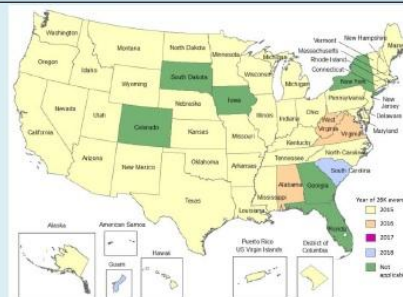 Washington
Oregon
California
Nevada
Idaho
Montana
Wyoming
Utah
Arizona
Colorado
New Mexico
North Dakota
South Dakota
Nebraska
Kansas
Oklahoma
Texas
Minnesota
Iowa
Missouri
Arkansas
Louisiana
Wisconsin
Illinois
Michigan
Michigan
Indiana
Ohio
Kentucky
Tennessee
Mississippi
Alabama
Georgia
Florida
South Carolina
North Carolina
Virginia
West
Virginia
Pennsylvania
New York
Vermont
New Hampshire
Massachusetts
Rhode Island
Connecticut
Maine
New
Jersey
Delaware
Maryland
Alaska
American Samoa
Guam
Hawaii
Puerto Rico
US Virgin Islands
District of
Columbia
2015
2016
2017
2018
Not